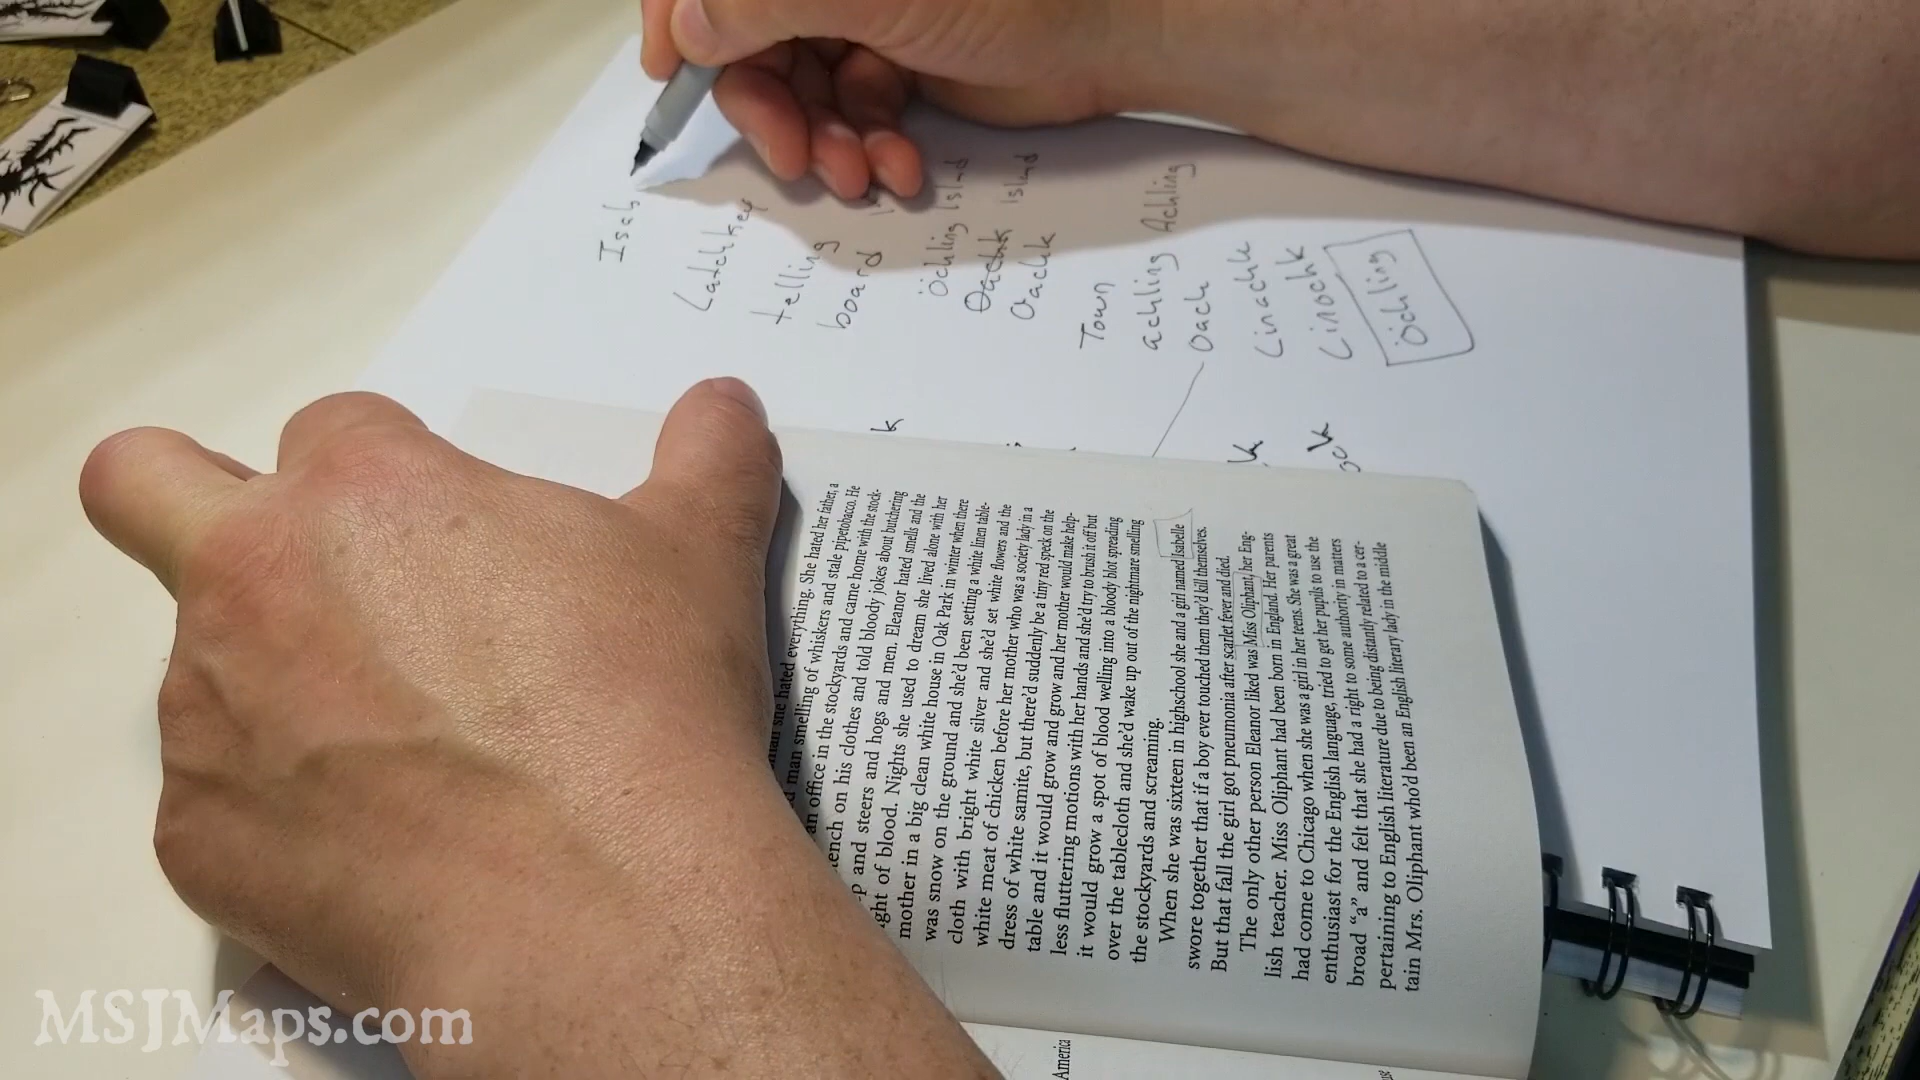 Isab
Latchkey
telling
board
Öchling Island
Oachk Island
Oachk
Town
achling Achling
Oach
Linachk
Linochk
Öchling
she hated everything. She hated her father, a
man smelling of whiskers and stale pipetobacco. He
an office in the stockyards and came home with the stock-
tench on his clothes and told bloody jokes about butchering
and steers and hogs and men. Eleanor hated smells and the
ght of blood. Nights she used to dream she lived alone with her
mother in a big clean white house in Oak Park in winter when there
was snow on the ground and she'd been setting a white linen table-
cloth with bright white silver and she'd set white flowers and the
white meat of chicken before her mother who was a society lady in a
dress of white samite, but there'd suddenly be a tiny red speck on the
table and it would grow and grow and her mother would make help-
less fluttering motions with her hands and she'd try to brush it off but
it would grow a spot of blood welling into a bloody blot spreading
over the tablecloth and she'd wake up out of the nightmare smelling
the stockyards and screaming.
When she was sixteen in highschool she and a girl named Isabelle
swore together that if a boy ever touched them they'd kill themselves.
But that fall the girl got pneumonia after scarlet fever and died.
The only other person Eleanor liked was Miss Oliphant, her Eng-
lish teacher. Miss Oliphant had been born in England. Her parents
had come to Chicago when she was a girl in her teens. She was a great
enthusiast for the English language, tried to get her pupils to use the
broad "a" and felt that she had a right to some authority in matters
pertaining to English literature due to being distantly related to a cer-
tain Mrs. Oliphant who'd been an English literary lady in the middle
America
MSJMaps.com